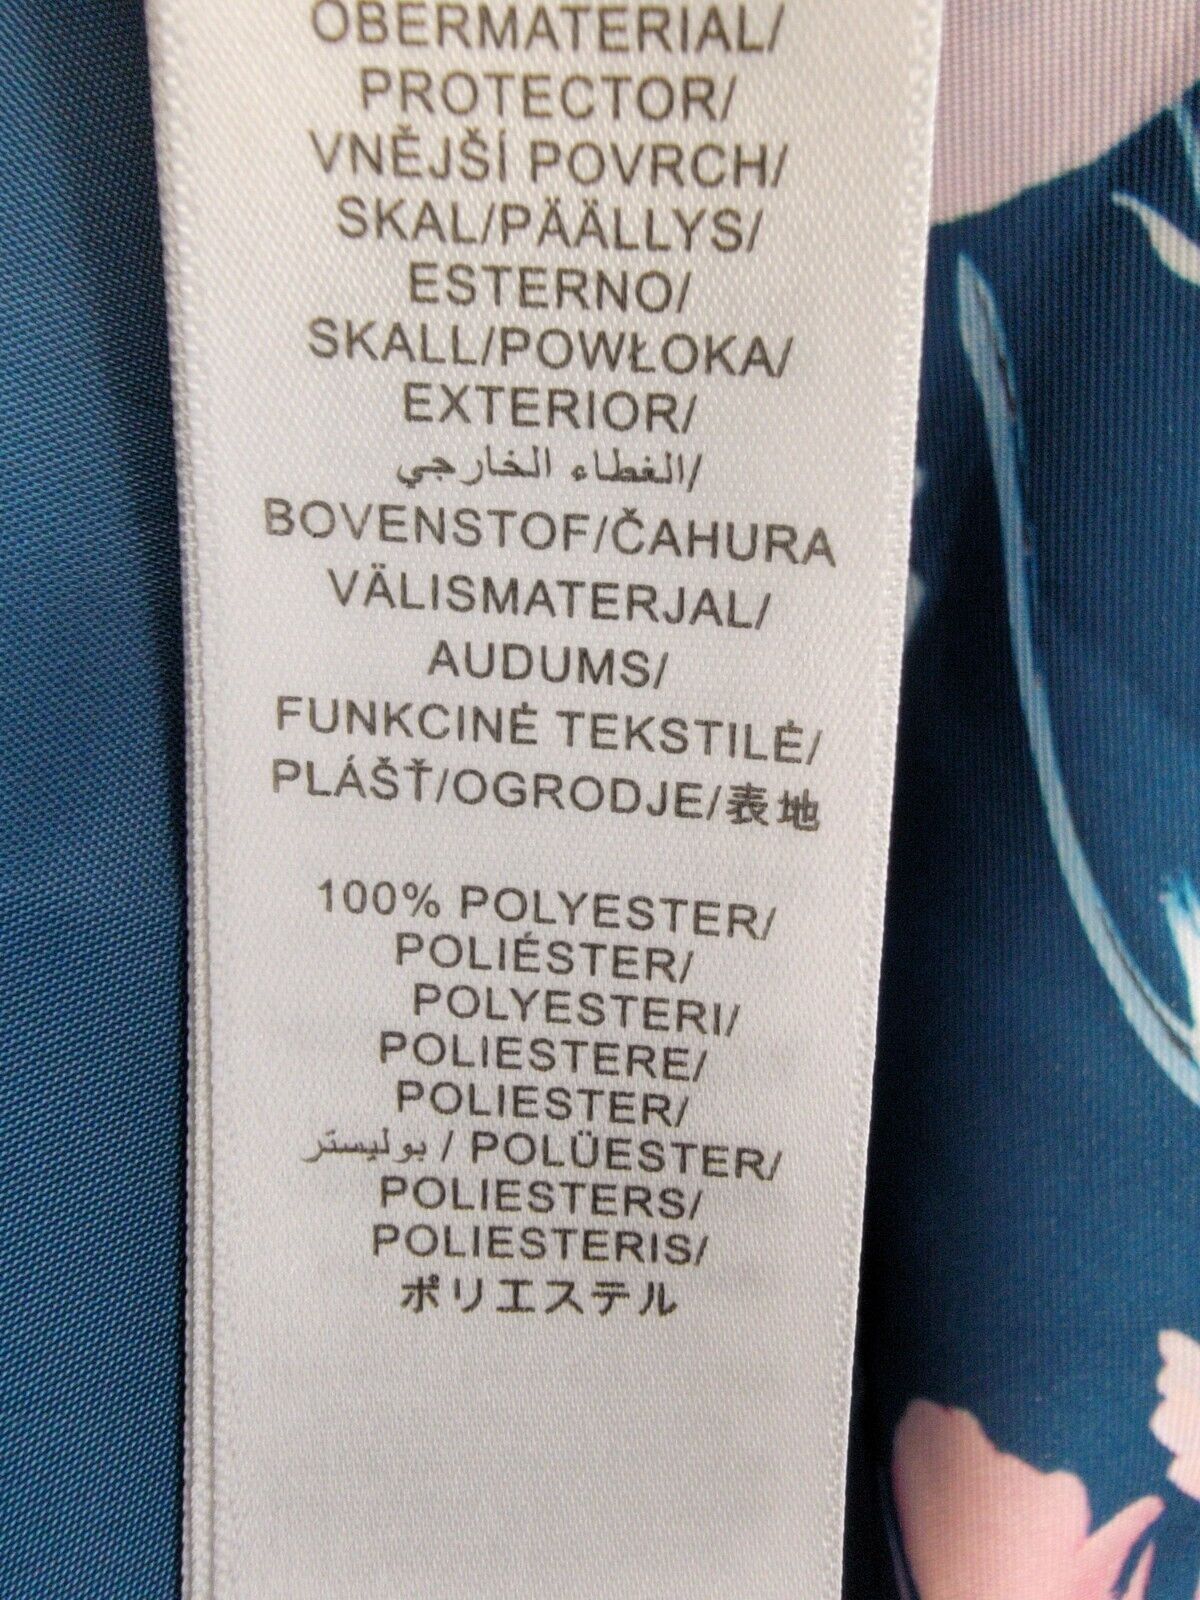 OBERMATERIAL/
PROTECTOR/
VNĚJŠÍ POVRCH/
SKAL/PÄÄLLYS/
ESTERNO/
SKALL/POWŁOKA/
EXTERIOR/
الغطاء الخارجي/
BOVENSTOF/ČAHURA
VÄLISMATERJAL/
AUDUMS/
FUNKCINĖ TEKSTILĖ/
PLÁŠŤ/OGRODJE/表地
100% POLYESTER/
POLIÉSTER/
POLYESTERI/
POLIESTERE/
POLIESTER/
بوليستر / POLÜESTER/
POLIESTERS/
POLIESTERIS/
ポリエステル